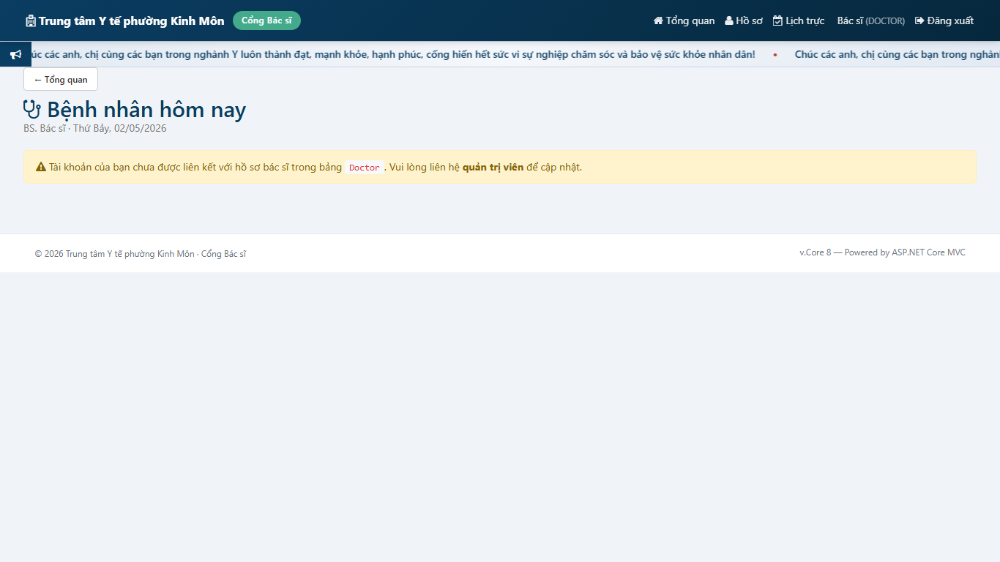 Trung tâm Y tế phường Kinh Môn Cổng Bác sĩ Tổng quan Hồ sơ Lịch trực Bác sĩ (DOCTOR) Đăng xuất
các anh, chị cùng các bạn trong nghành Y luôn thành đạt, mạnh khỏe, hạnh phúc, cống hiến hết sức vì sự nghiệp chăm sóc và bảo vệ sức khỏe nhân dân! • Chúc các anh, chị cùng các bạn trong nghành
← Tổng quan
Bệnh nhân hôm nay
BS. Bác sĩ · Thứ Bảy, 02/05/2026
Tài khoản của bạn chưa được liên kết với hồ sơ bác sĩ trong bảng Doctor. Vui lòng liên hệ quản trị viên để cập nhật.
© 2026 Trung tâm Y tế phường Kinh Môn · Cổng Bác sĩ
v.Core 8 — Powered by ASP.NET Core MVC